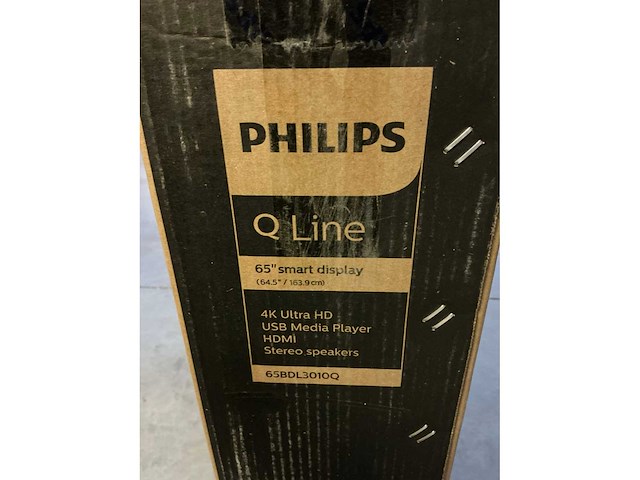 PHILIPS
Q Line
65" smart display
(64.5" / 163.9 cm)
4K Ultra HD
USB Media Player
HDMI
Stereo speakers
65BDL3010Q